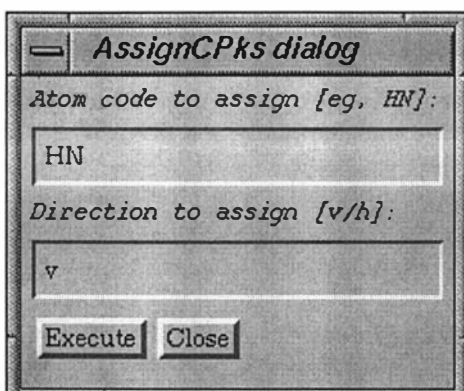 AssignCPks dialog
Atom code to assign [eg, HN]:
HN
Direction to assign [v/h]:
v
Execute Close